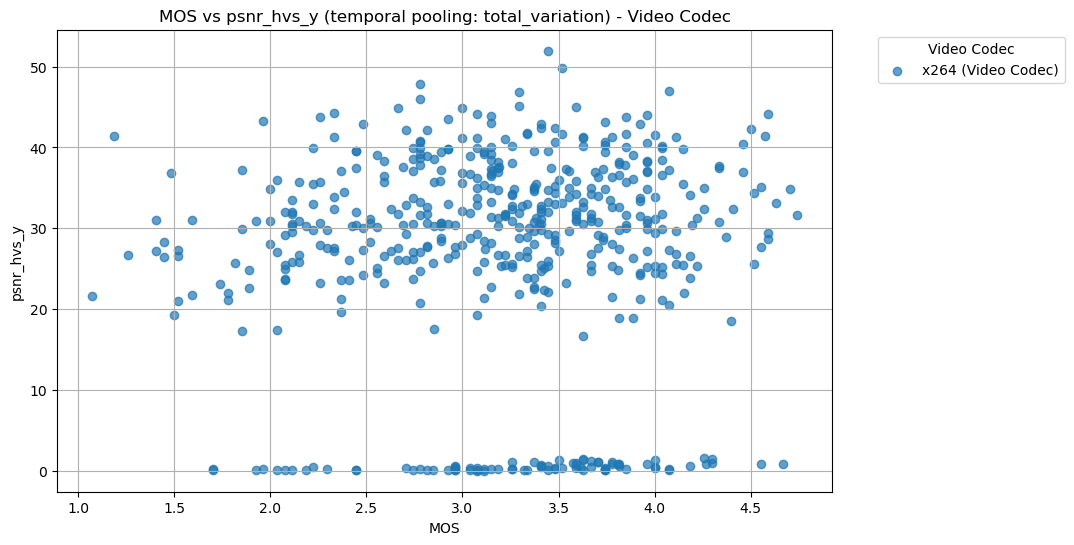 MOS vs psnr_hvs_y (temporal pooling: total_variation) - Video Codec
Video Codec
x264 (Video Codec)
psnr_hvs_y
50
40
30
20
10
0
1.0 1.5 2.0 2.5 3.0 3.5 4.0 4.5
MOS